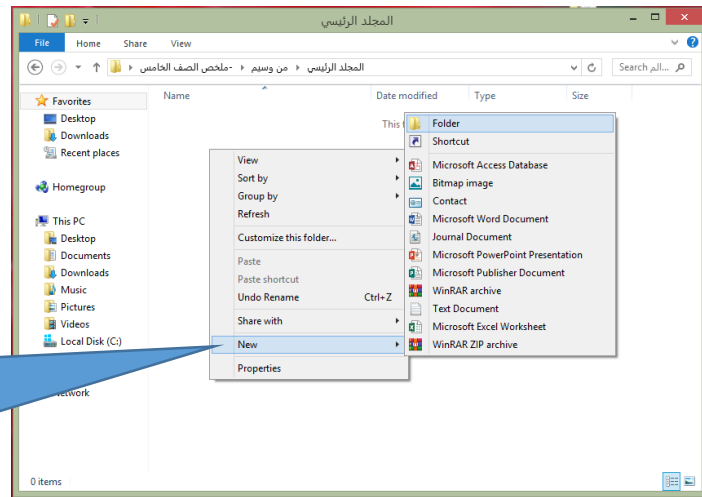 المجلد الرئيسي
File Home Share View
المجلد الرئيسي ‹ من وسيم ‹ -ملخص الصف الخامس
Search الم...
Name Date modified Type Size
This f
Favorites
Desktop
Downloads
Recent places
Homegroup
This PC
Desktop
Documents
Downloads
Music
Pictures
Videos
Local Disk (C:)
etwork
View
Sort by
Group by
Refresh
Customize this folder...
Paste
Paste shortcut
Undo Rename Ctrl+Z
Share with
New
Properties
Folder
Shortcut
Microsoft Access Database
Bitmap image
Contact
Microsoft Word Document
Journal Document
Microsoft PowerPoint Presentation
Microsoft Publisher Document
WinRAR archive
Text Document
Microsoft Excel Worksheet
WinRAR ZIP archive
0 items